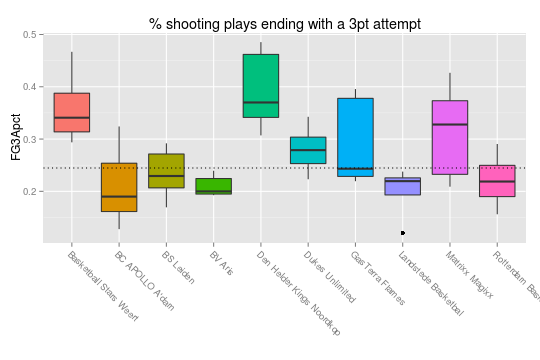 % shooting plays ending with a 3pt attempt
FG3Apct
0.5
0.4
0.3
0.2
Basketball Stars Weert
BC APOLLO A'dam
BS Leiden
BV Aris
Den Helder Kings Noordkop
Dukes Unlimited
GasTerra Flames
Landstede Basketbal
Matrixx Magixx
Rotterdam Bas